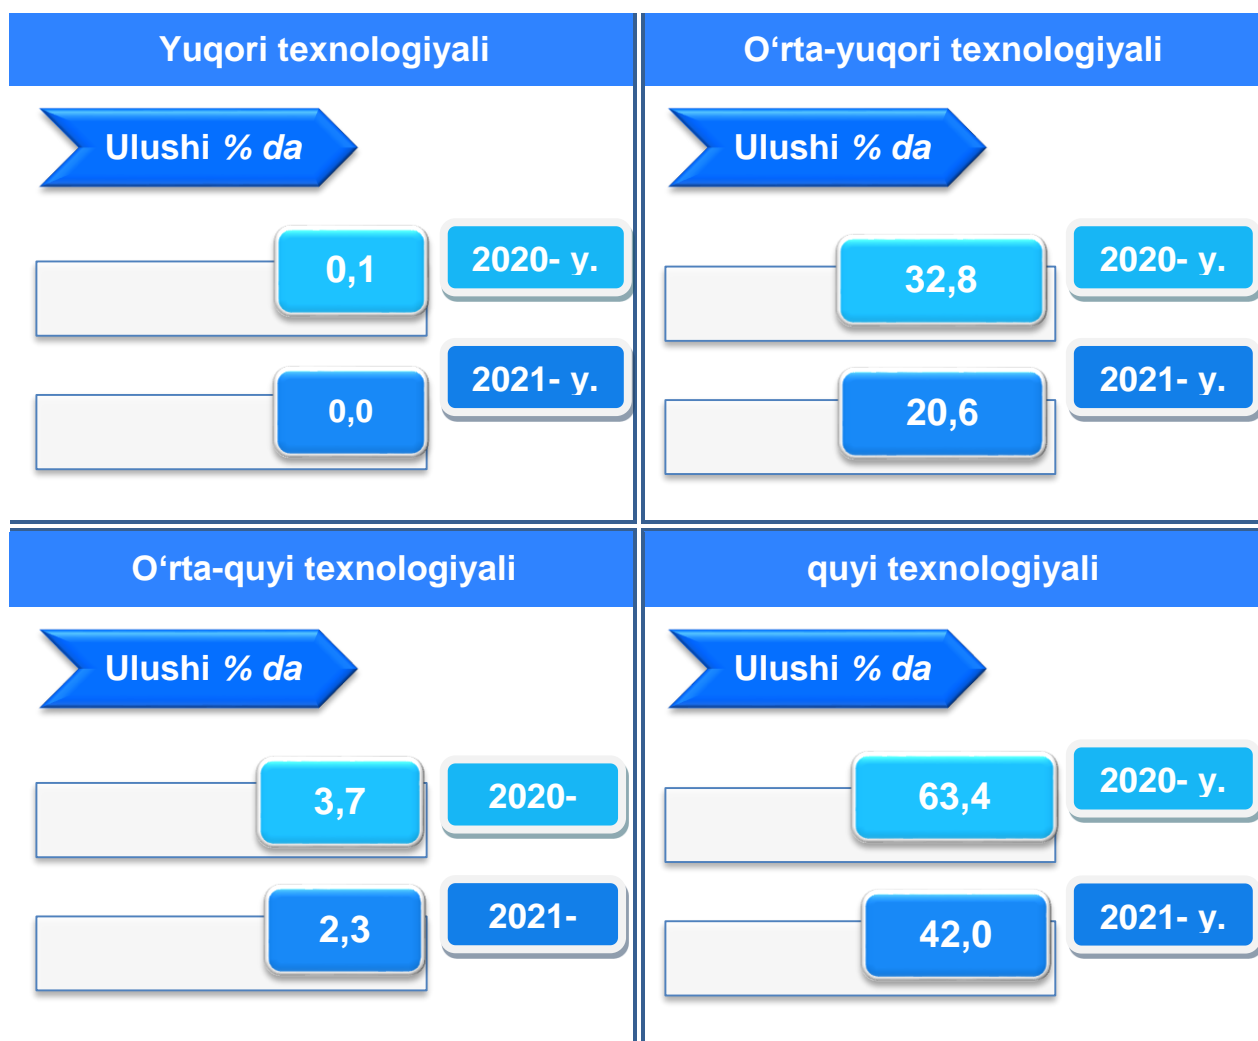 Yuqori texnologiyali
Ulushi % da
0,1
2020- y.
0,0
2021- y.
O‘rta-yuqori texnologiyali
Ulushi % da
32,8
2020- y.
20,6
2021- y.
O‘rta-quyi texnologiyali
Ulushi % da
3,7
2020-
2,3
2021-
quyi texnologiyali
Ulushi % da
63,4
2020- y.
42,0
2021- y.